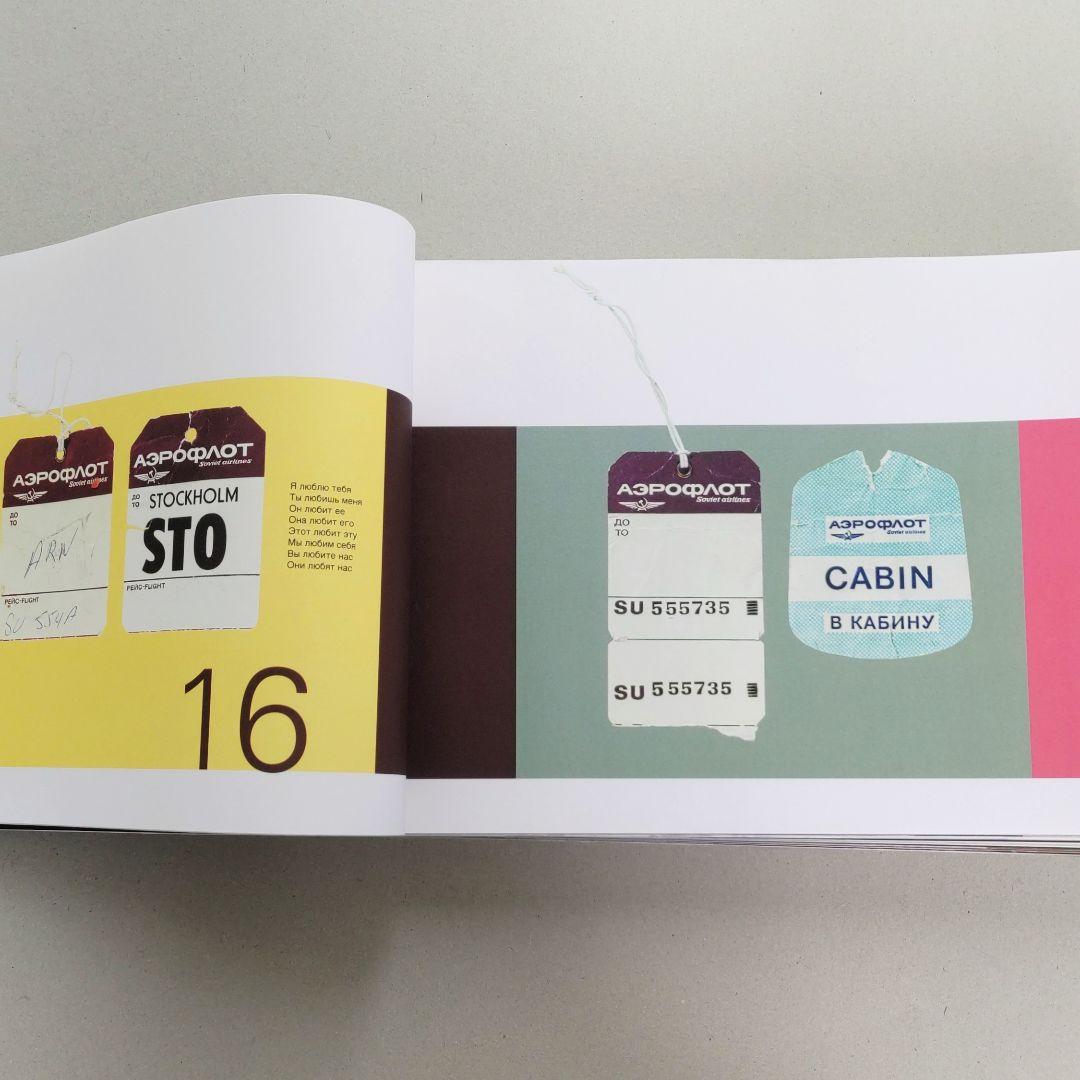 АЭРОФЛОТ
Soviet airlines
ДО
TO
ARN
РЕЙС-FLIGHT
SU 554A
АЭРОФЛОТ
Soviet airlines
ДО
TO
STOCKHOLM
STO
РЕЙС-FLIGHT
Я люблю тебя
Ты любишь меня
Он любит ее
Она любит его
Этот любит эту
Мы любим себя
Вы любите нас
Они любят нас
16
АЭРОФЛОТ
Soviet airlines
ДО
TO
SU 555735
SU 555735
АЭРОФЛОТ
Soviet airlines
CABIN
В КАБИНУ